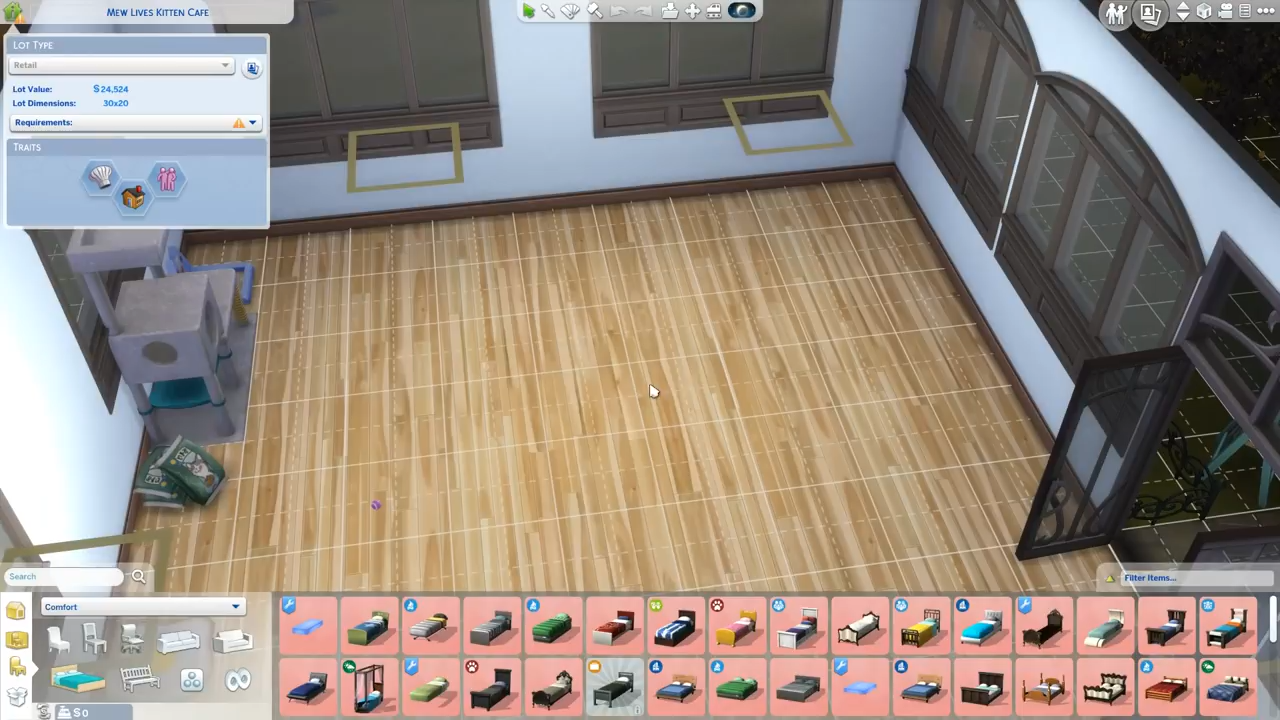 Mew Lives Kitten Cafe
Lot Type
Retail
Lot Value: $24,524
Lot Dimensions: 30x20
Requirements:
Traits
Search
Filter Items...
Comfort
$0